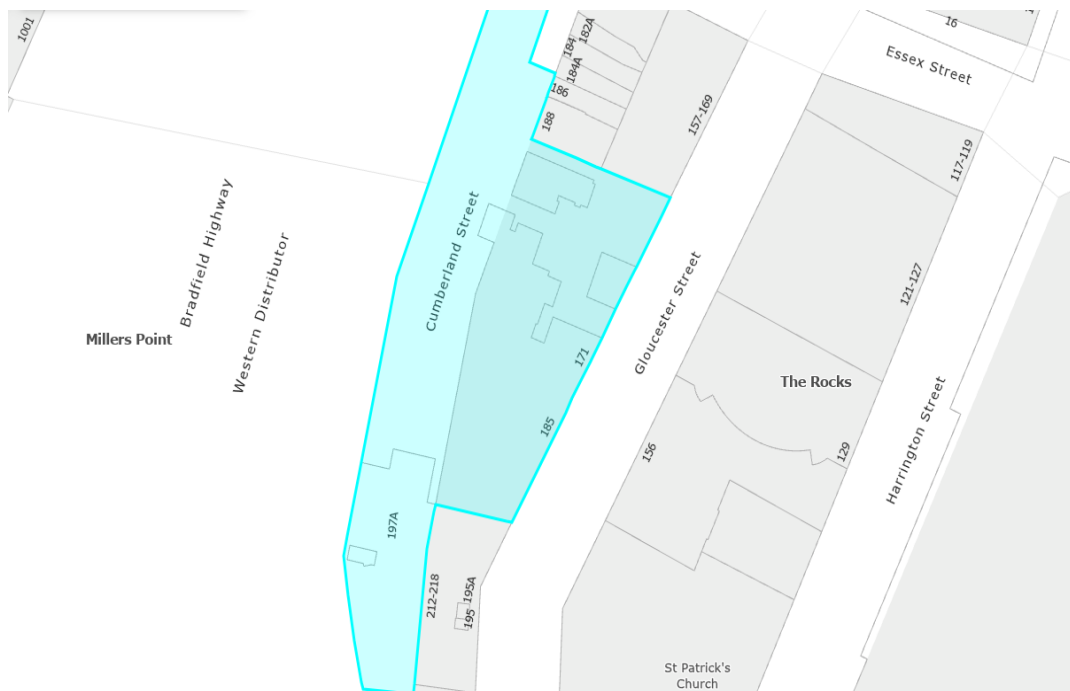 1001
182A
184
184A
186
188
157-169
16
Essex Street
117-119
Bradfield Highway
Western Distributor
Cumberland Street
Gloucester Street
121-127
Millers Point
The Rocks
171
185
156
129
Harrington Street
197A
212-218
195A
195
St Patrick's
Church